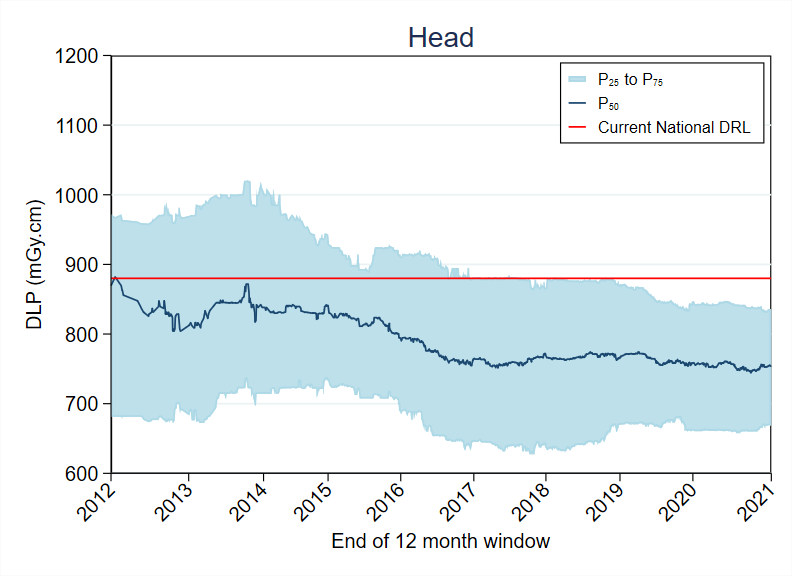 Head
1200
1100
1000
900
800
700
600
DLP (mGy.cm)
P25 to P75
P50
Current National DRL
2012
2013
2014
2015
2016
2017
2018
2019
2020
2021
End of 12 month window